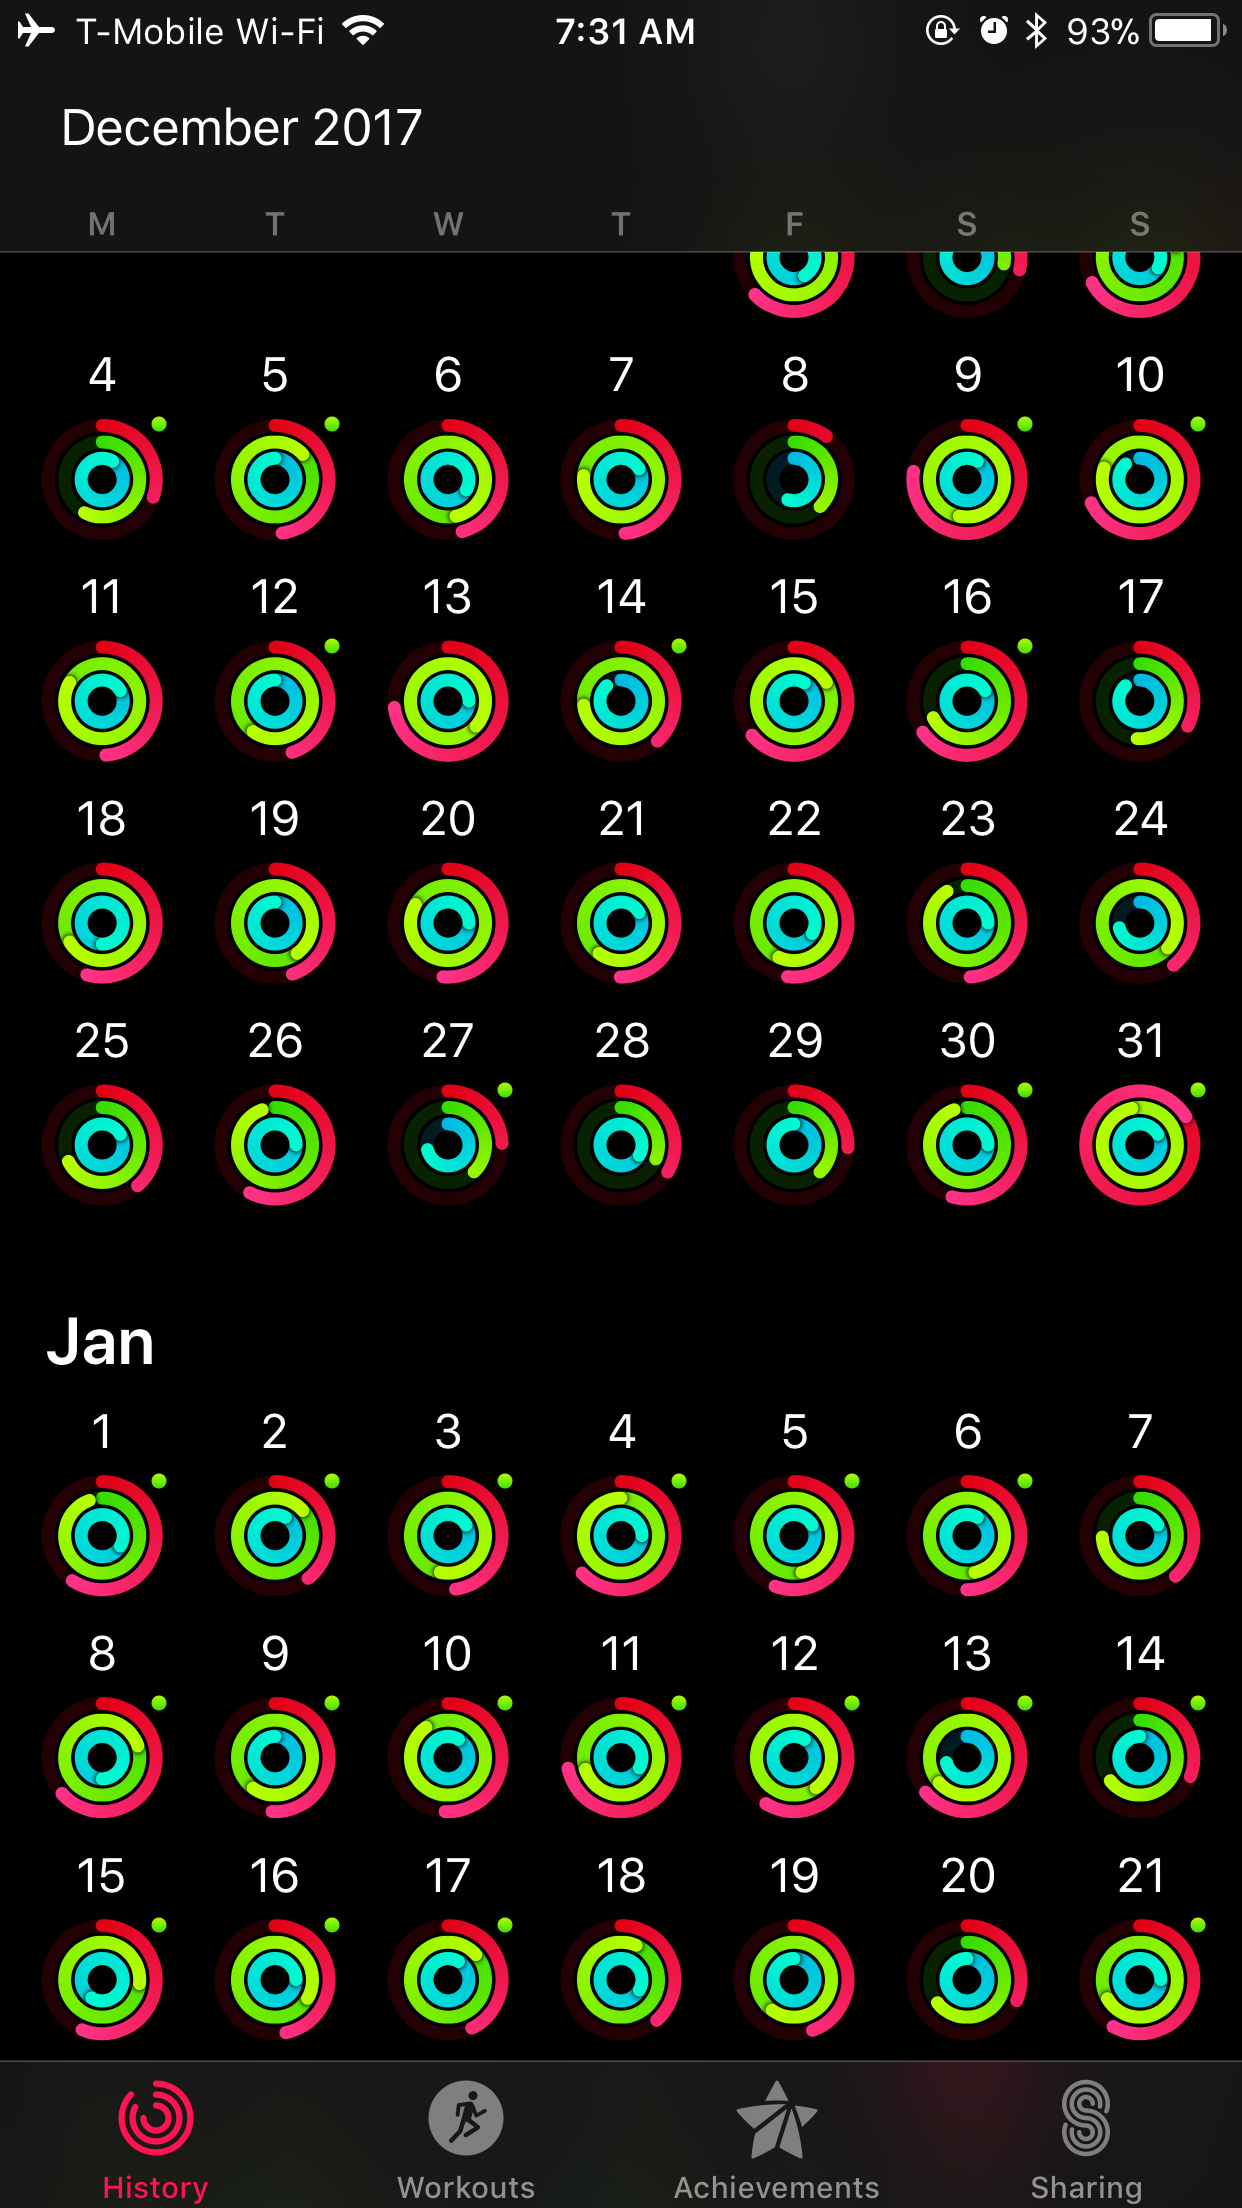 T-Mobile Wi-Fi 7:31 AM 93%
December 2017
M T W T F S S
4 5 6 7 8 9 10
11 12 13 14 15 16 17
18 19 20 21 22 23 24
25 26 27 28 29 30 31
Jan
1 2 3 4 5 6 7
8 9 10 11 12 13 14
15 16 17 18 19 20 21
History Workouts Achievements Sharing